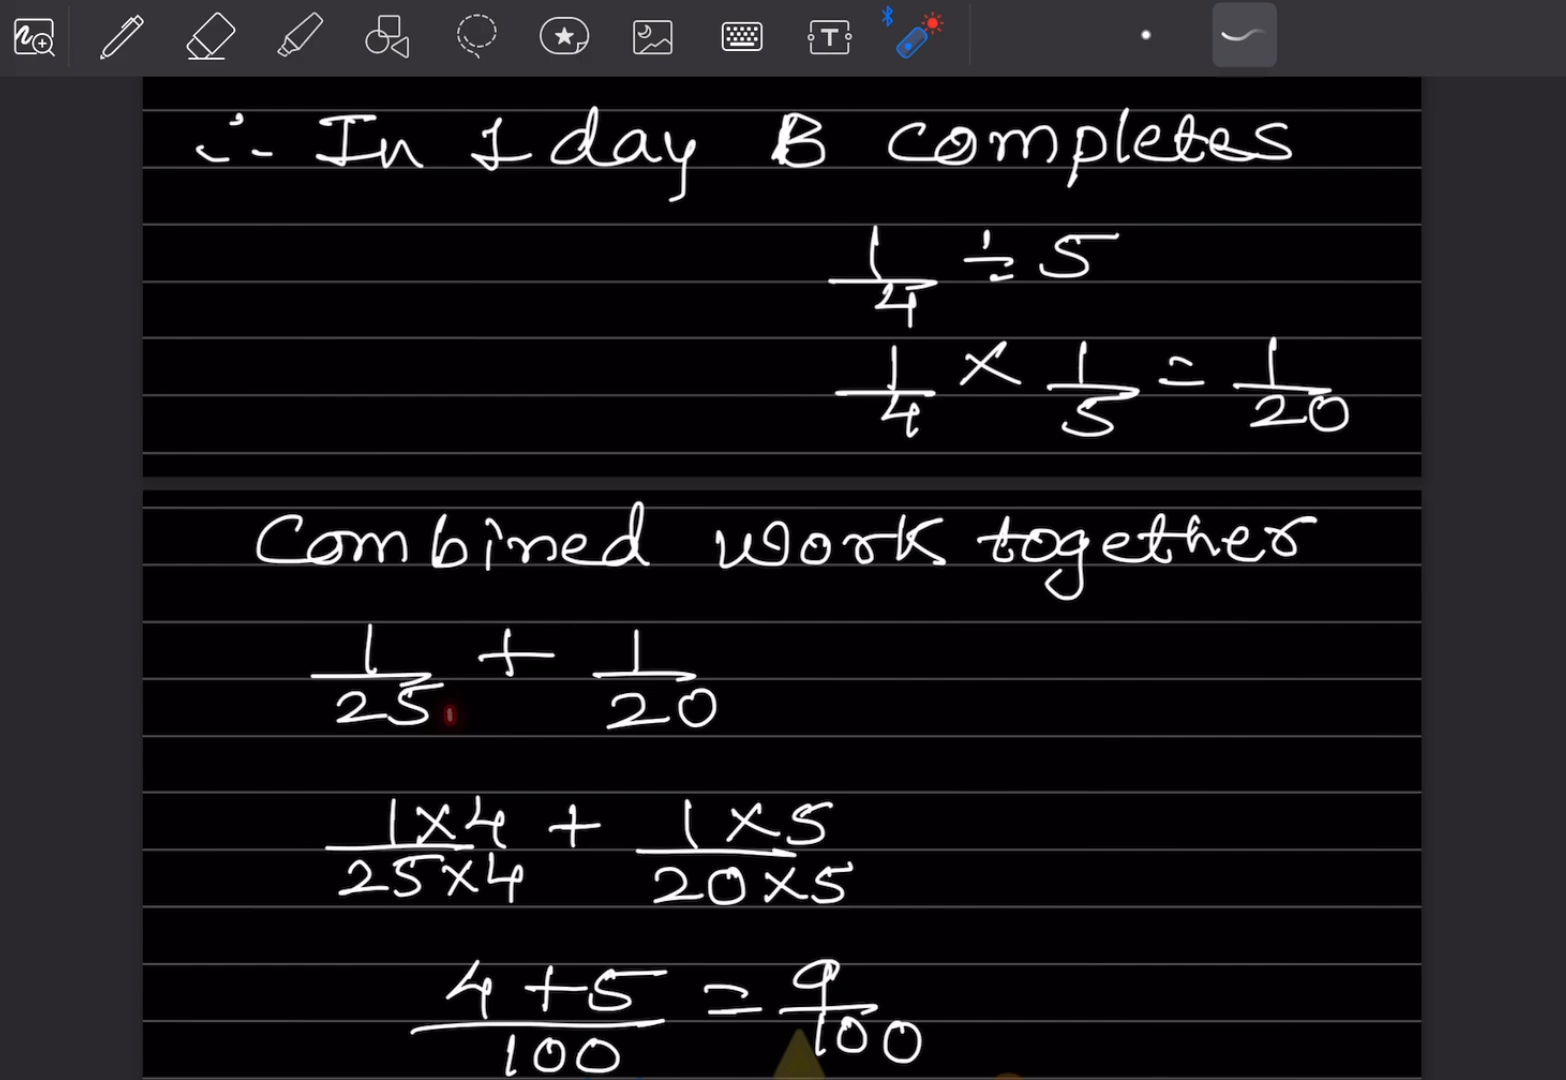 ∴ In 1 day B completes
1/4 ÷ 5
1/4 × 1/5 = 1/20
Combined work together
1/25 + 1/20
1×4/25×4 + 1×5/20×5
4+5/100 = 9/100